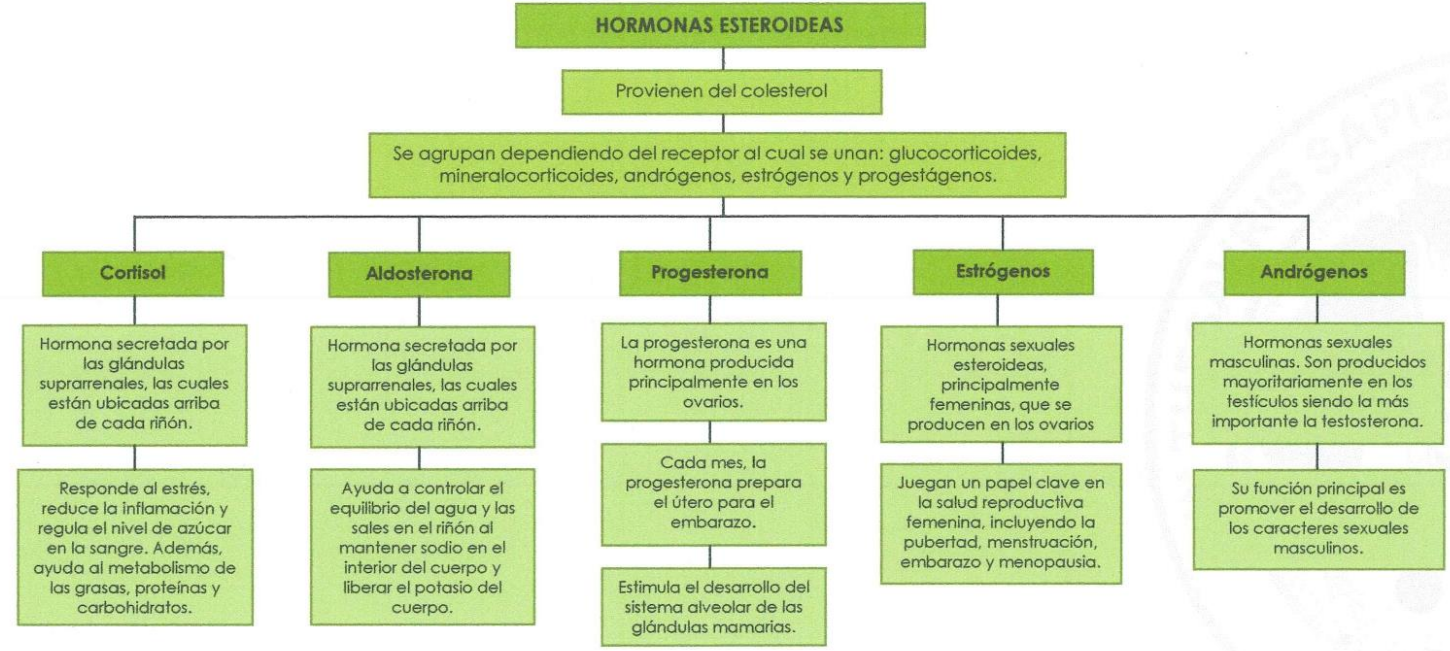 HORMONAS ESTEROIDEAS
Provienen del colesterol
Se agrupan dependiendo del receptor al cual se unan: glucocorticoides,
mineralocorticoides, andrógenos, estrógenos y progestágenos.
Cortisol
Hormona secretada por
las glándulas
suprarrenales, las cuales
están ubicadas arriba
de cada riñón.
Responde al estrés,
reduce la inflamación y
regula el nivel de azúcar
en la sangre. Además,
ayuda al metabolismo de
las grasas, proteínas y
carbohidratos.
Aldosterona
Hormona secretada por
las glándulas
suprarrenales, las cuales
están ubicadas arriba
de cada riñón.
Ayuda a controlar el
equilibrio del agua y las
sales en el riñón al
mantener sodio en el
interior del cuerpo y
liberar el potasio del
cuerpo.
Progesterona
La progesterona es una
hormona producida
principalmente en los
ovarios.
Cada mes, la
progesterona prepara
el útero para el
embarazo.
Estimula el desarrollo del
sistema alveolar de las
glándulas mamarias.
Estrógenos
Hormonas sexuales
esteroideas,
principalmente
femeninas, que se
producen en los ovarios
Juegan un papel clave en
la salud reproductiva
femenina, incluyendo la
pubertad, menstruación,
embarazo y menopausia.
Andrógenos
Hormonas sexuales
masculinas. Son producidos
mayoritariamente en los
testículos siendo la más
importante la testosterona.
Su función principal es
promover el desarrollo de
los caracteres sexuales
masculinos.